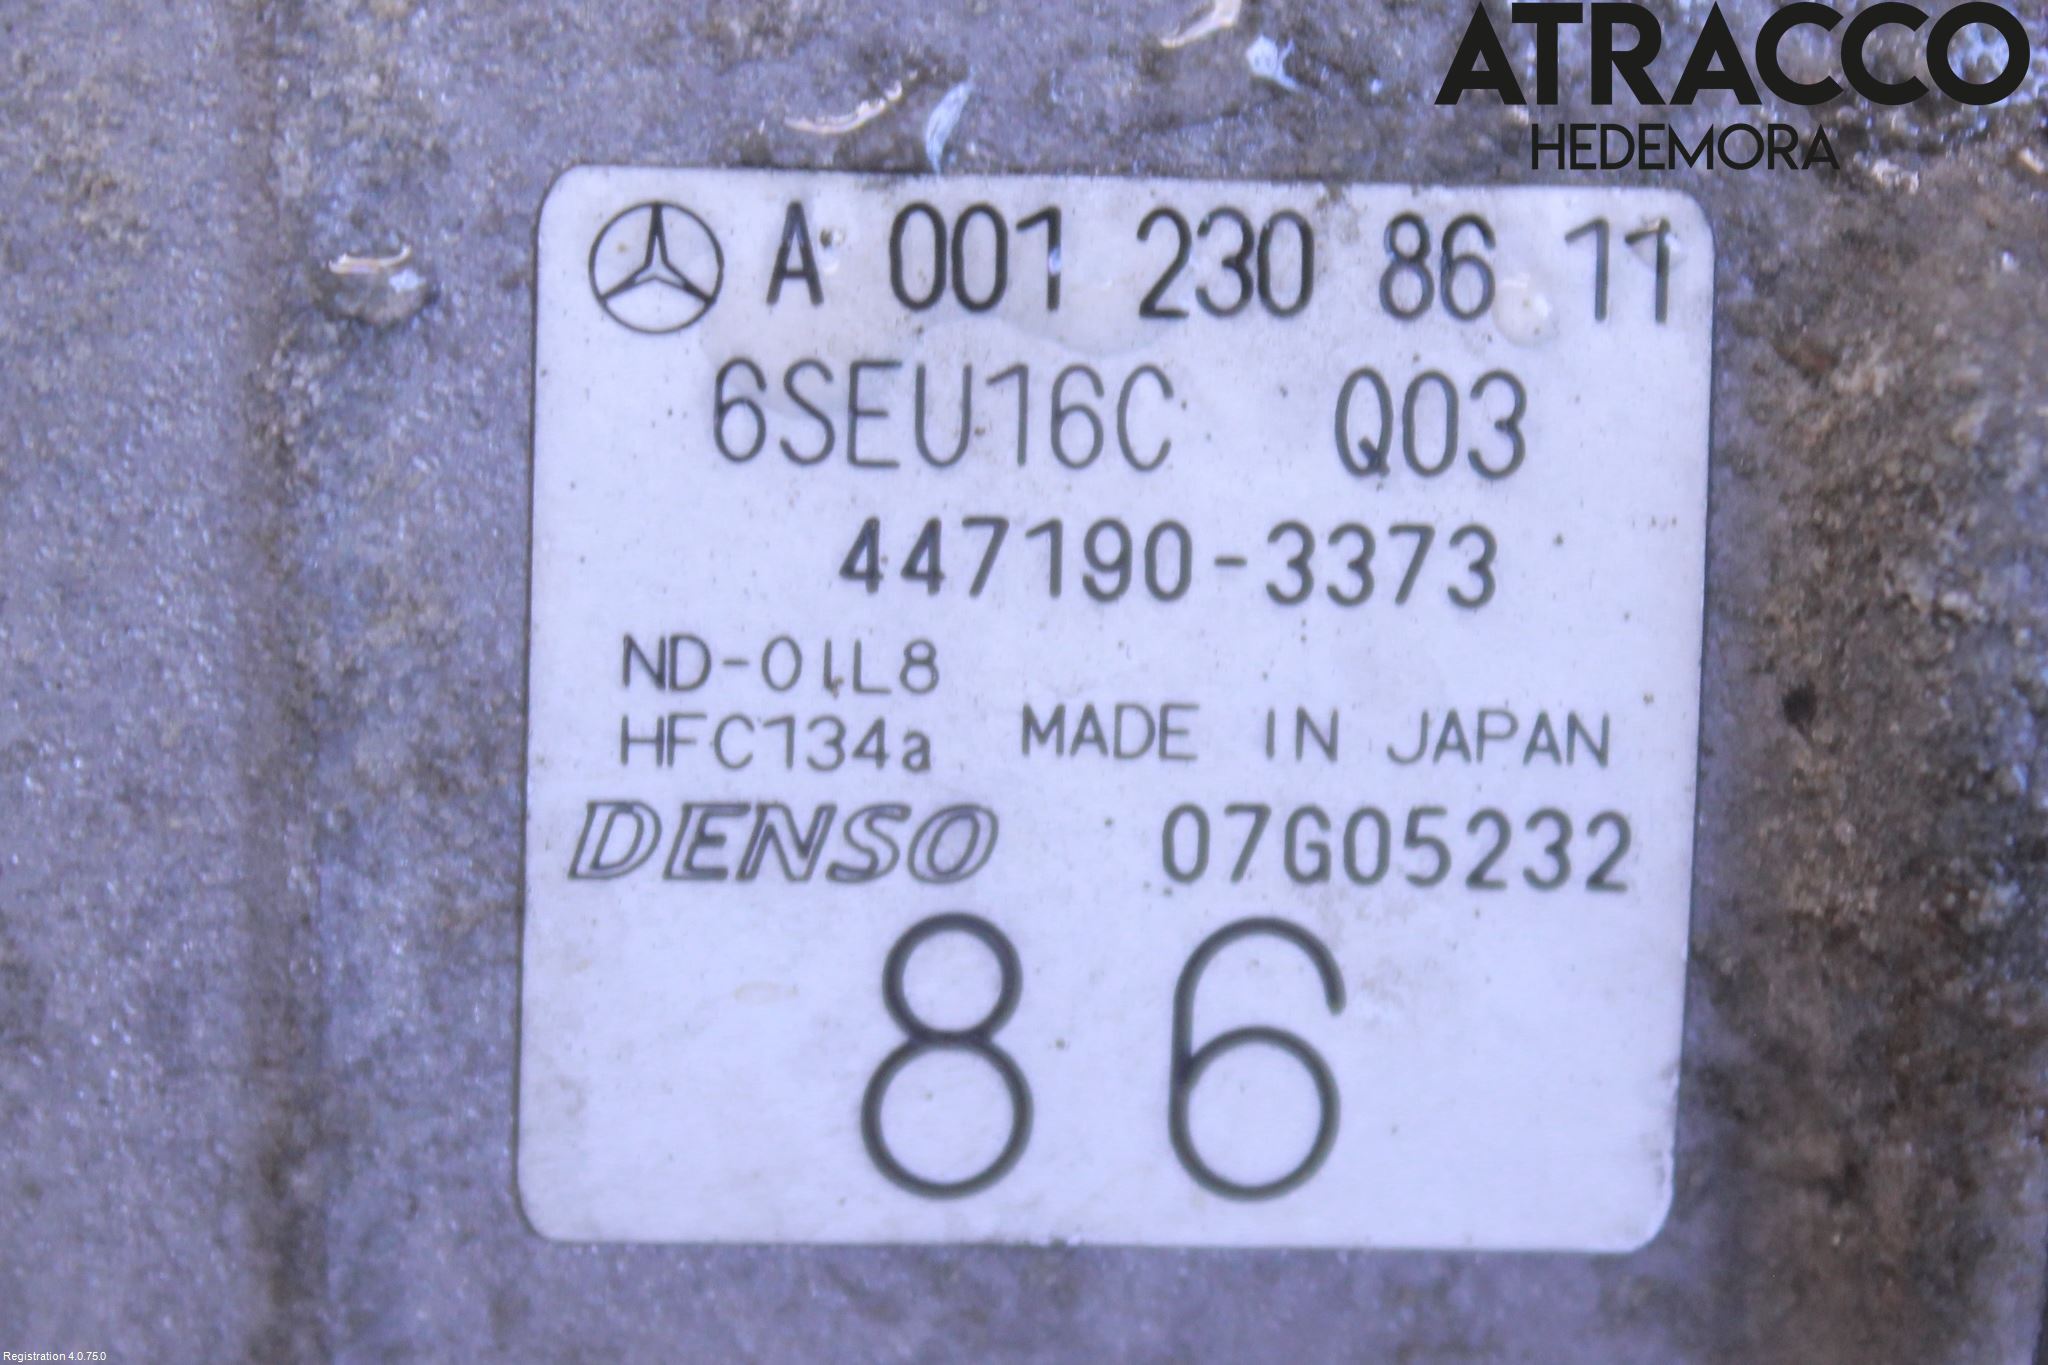 ATRACCO
HEDEMORA
A 001 230 86 11
6SEU16C Q03
447190-3373
ND-OIL8
HFC134a MADE IN JAPAN
DENSO 07G05232
86
Registration 4.0.75.0